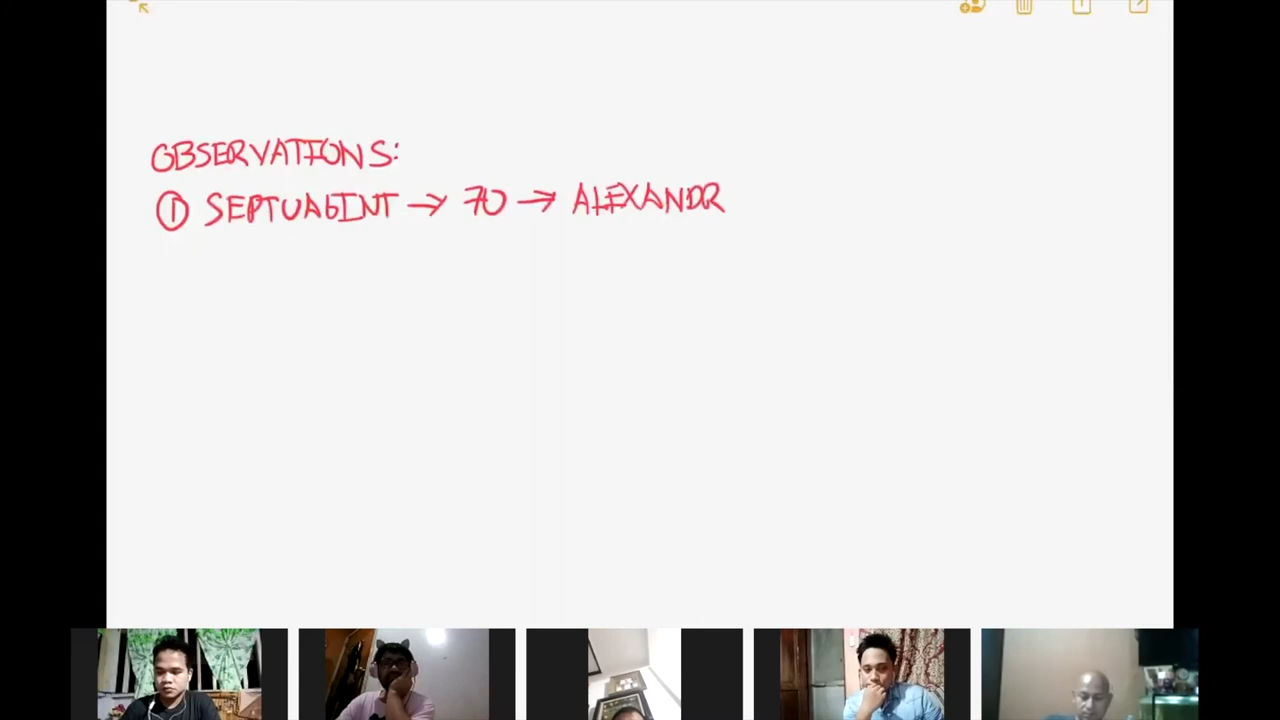 OBSERVATIONS:
① SEPTUAGINT → 70 → ALEXANDR